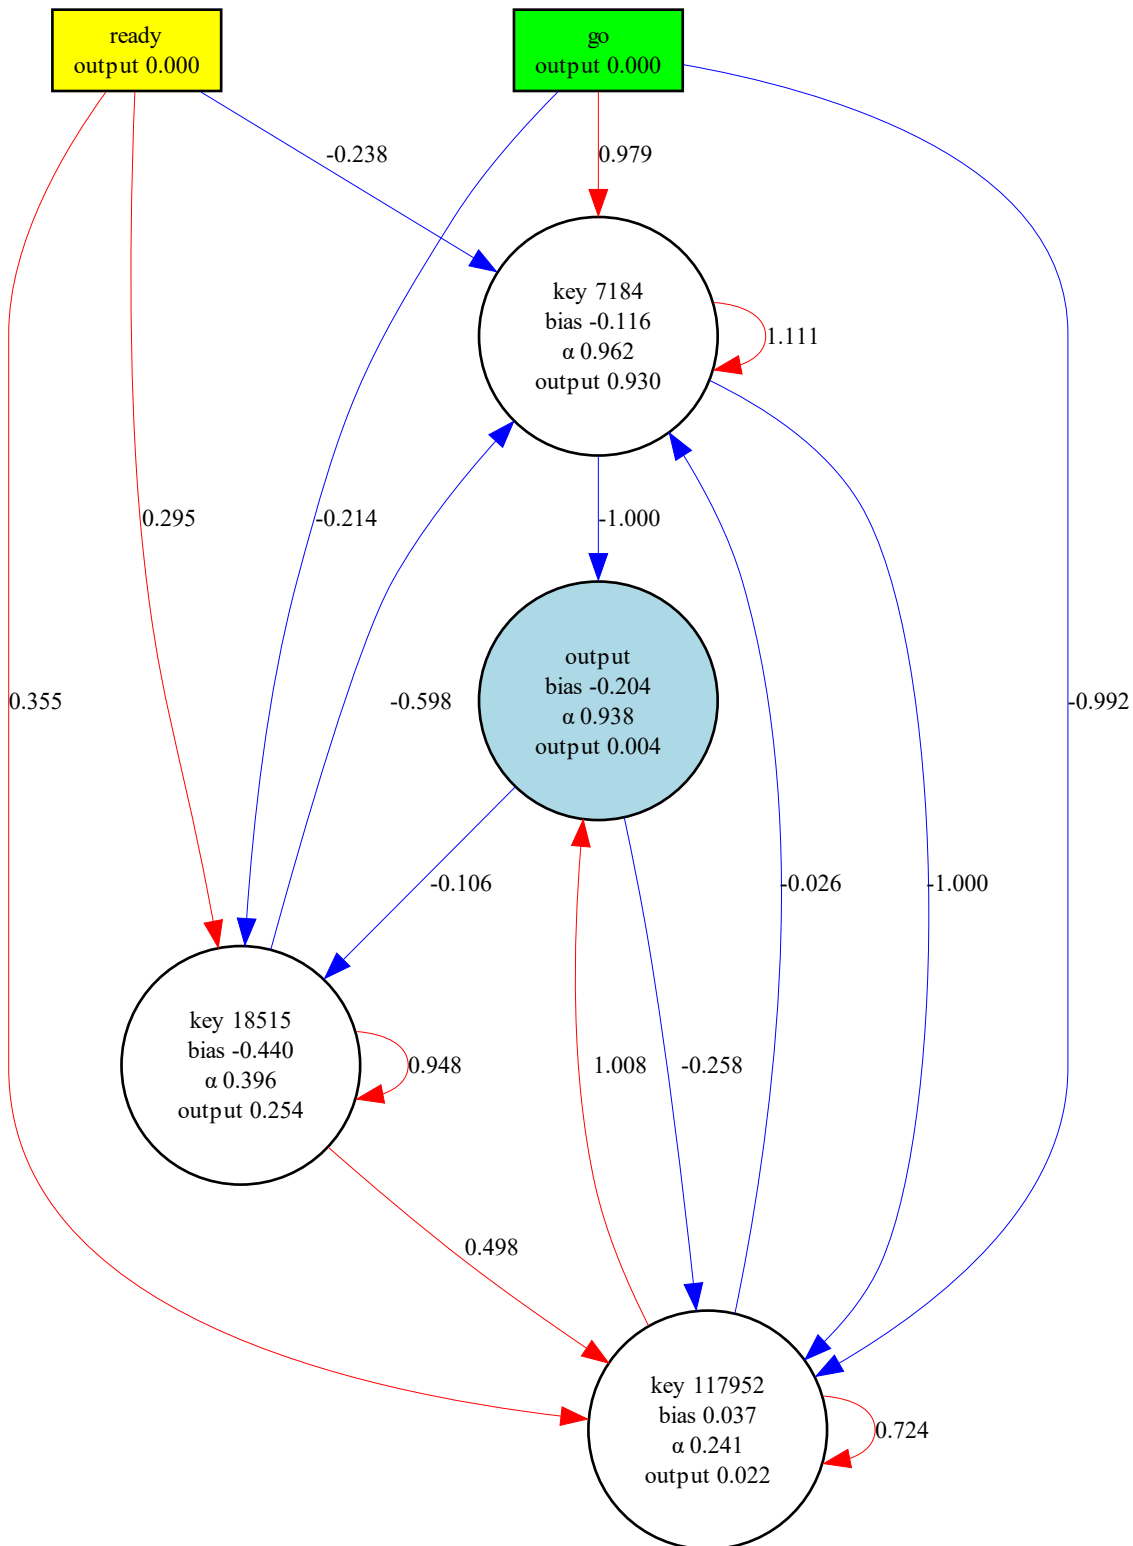 ready
output 0.000
go
output 0.000
-0.238
0.979
key 7184
bias -0.116
α 0.962
output 0.930
1.111
0.295
-0.214
-1.000
output
bias -0.204
α 0.938
output 0.004
0.355
-0.598
-0.992
-0.106
-0.026
-1.000
key 18515
bias -0.440
α 0.396
output 0.254
0.948
1.008
-0.258
0.498
key 117952
bias 0.037
α 0.241
output 0.022
0.724